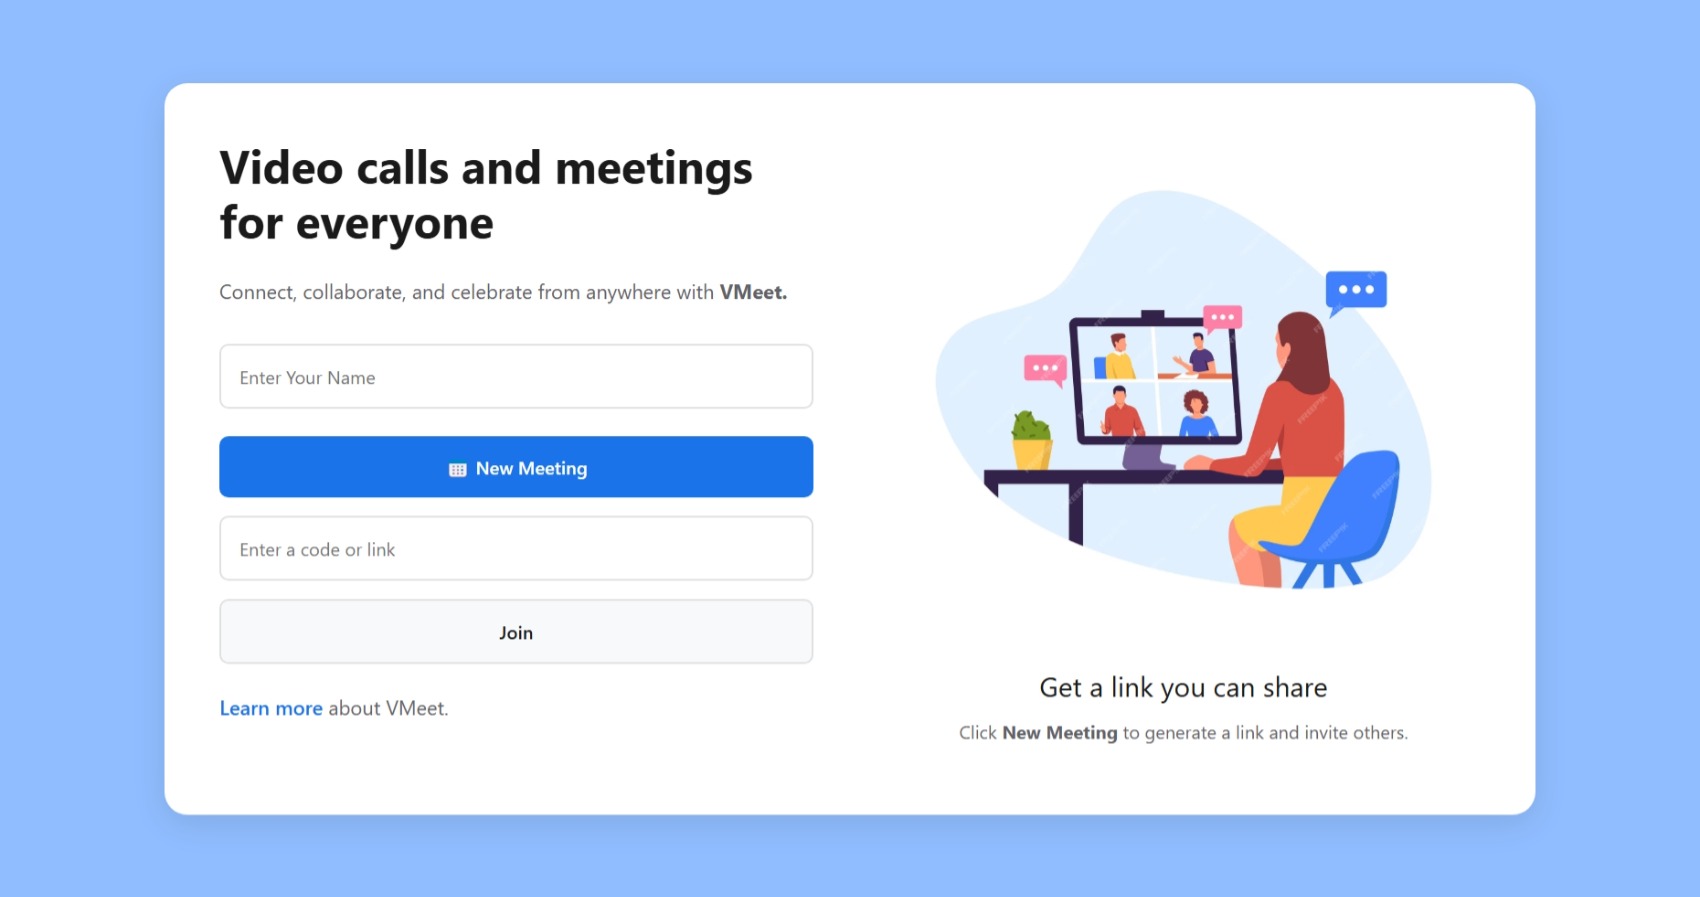 Video calls and meetings
for everyone
Connect, collaborate, and celebrate from anywhere with VMeet.
Enter Your Name
New Meeting
Enter a code or link
Join
Learn more about VMeet.
Get a link you can share
Click New Meeting to generate a link and invite others.